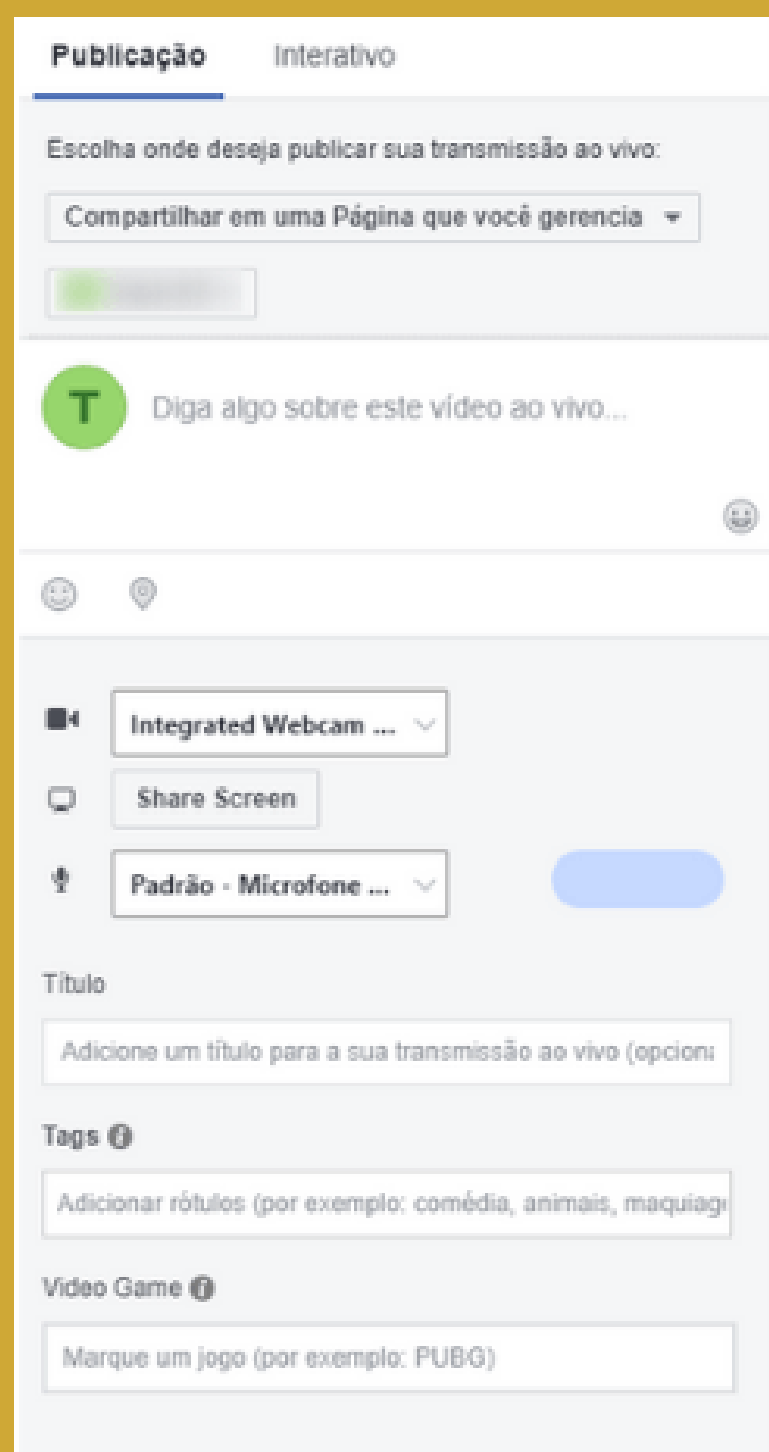 Publicação Interativo
Escolha onde deseja publicar sua transmissão ao vivo:
Compartilhar em uma Página que você gerencia
T Diga algo sobre este vídeo ao vivo...
Integrated Webcam ...
Share Screen
Padrão - Microfone ...
Título
Adicione um título para a sua transmissão ao vivo (opciona
Tags
Adicionar rótulos (por exemplo: comédia, animais, maquiage
Video Game
Marque um jogo (por exemplo: PUBG)